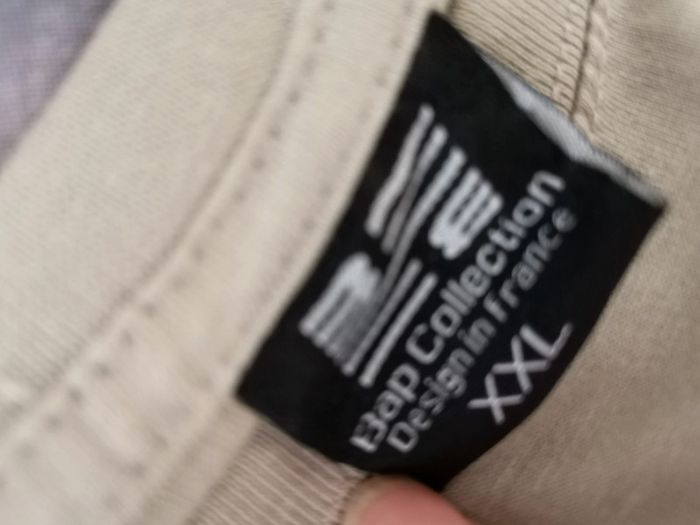 Bap Collection
Design in France
XXL